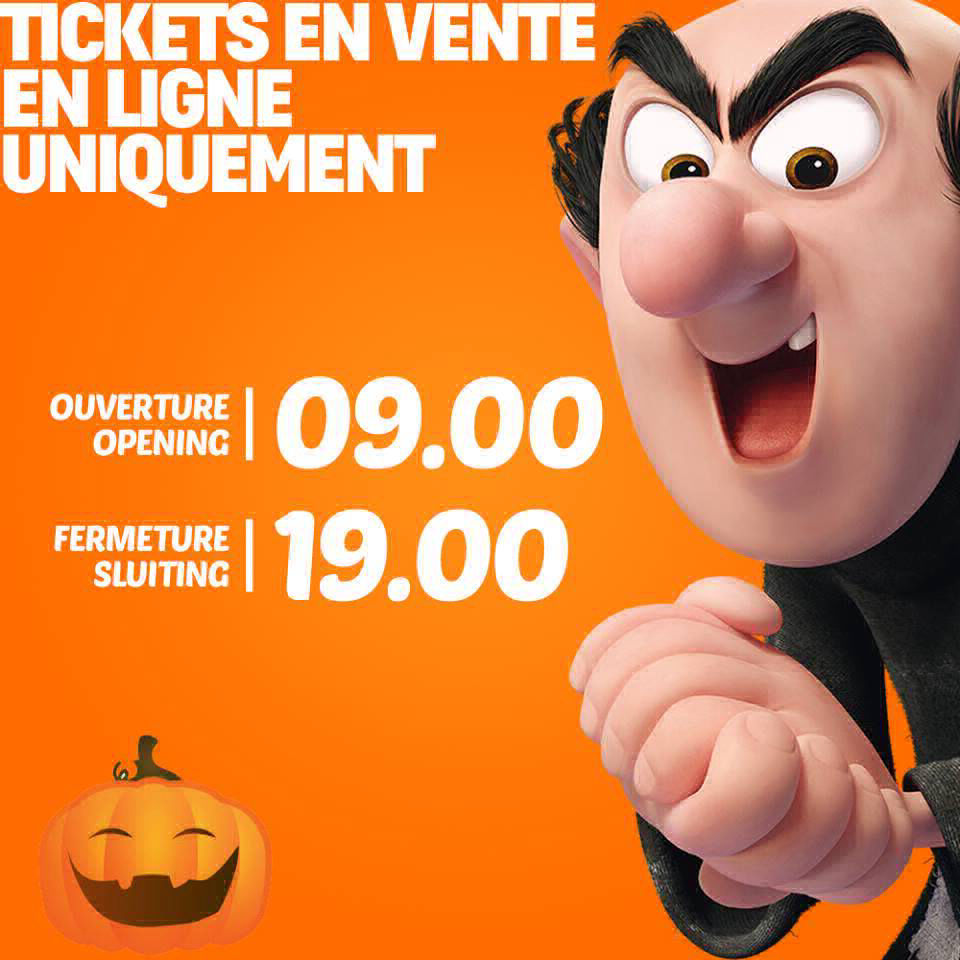 TICKETS EN VENTE
EN LIGNE
UNIQUEMENT
OUVERTURE
OPENING
09.00
FERMETURE
SLUITING
19.00